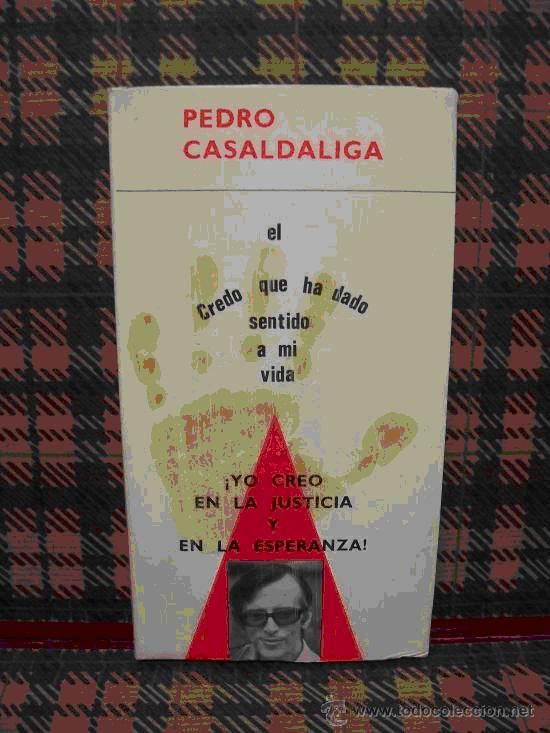 PEDRO
CASALDALIGA
el
Credo que ha dado
sentido
a mi
vida
¡YO CREO
EN LA JUSTICIA
Y
EN LA ESPERANZA!
www.todocoleccion.net